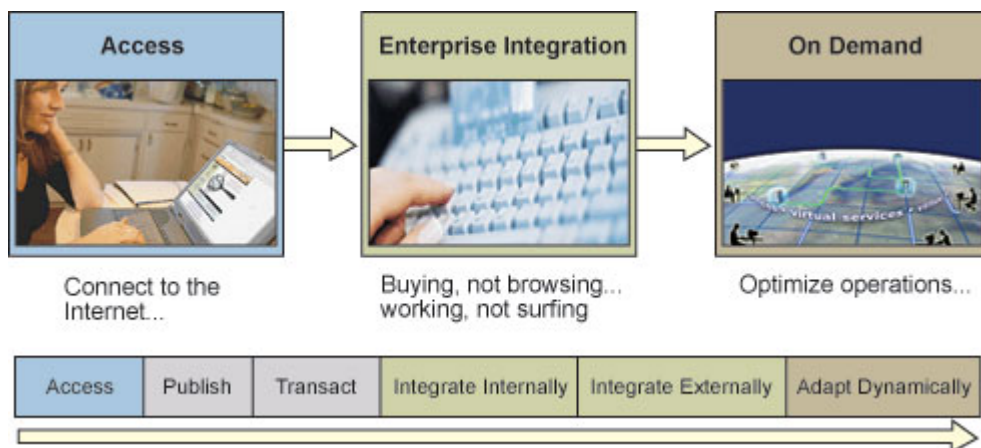 Access
Enterprise Integration
On Demand
virtual services
Connect to the
Internet...
Buying, not browsing...
working, not surfing
Optimize operations...
Access
Publish
Transact
Integrate Internally
Integrate Externally
Adapt Dynamically